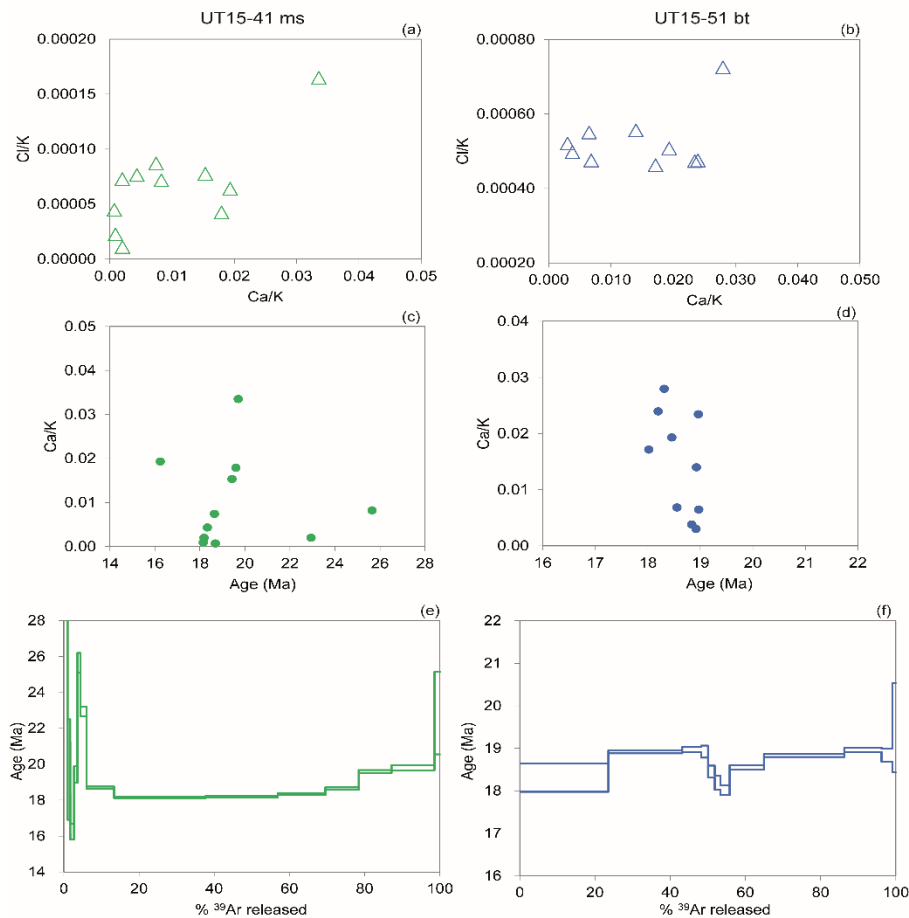 UT15-41 ms
UT15-51 bt
(a)
0.00020
0.00015
0.00010
0.00005
0.00000
Cl/K
0.00 0.01 0.02 0.03 0.04 0.05
Ca/K
(b)
0.00080
0.00060
0.00040
0.00020
Cl/K
0.000 0.010 0.020 0.030 0.040 0.050
Ca/K
(c)
0.05
0.04
0.03
0.02
0.01
0.00
Ca/K
14 16 18 20 22 24 26 28
Age (Ma)
(d)
0.04
0.03
0.02
0.01
0.00
Ca/K
16 17 18 19 20 21 22
Age (Ma)
(e)
28
26
24
22
20
18
16
14
Age (Ma)
0 20 40 60 80 100
% ³⁹Ar released
(f)
22
21
20
19
18
17
16
Age (Ma)
0 20 40 60 80 100
% ³⁹Ar released